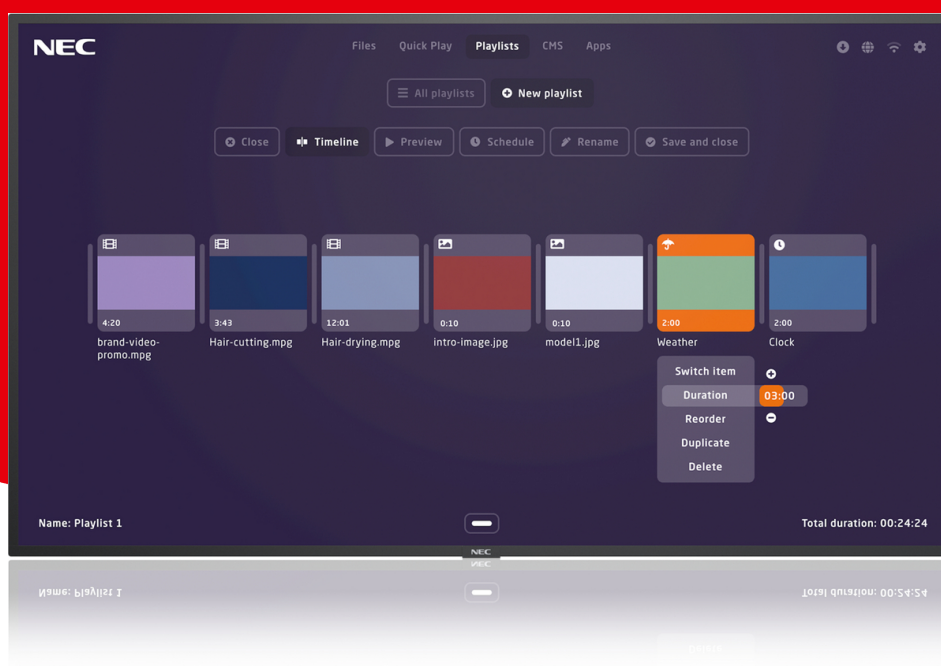 NEC
Files Quick Play Playlists CMS Apps
All playlists New playlist
Close Timeline Preview Schedule Rename Save and close
4:20 3:43 12:01 0:10 0:10 2:00 2:00
brand-video-promo.mpg Hair-cutting.mpg Hair-drying.mpg intro-image.jpg model1.jpg Weather Clock
Switch item
Duration 03:00
Reorder
Duplicate
Delete
Name: Playlist 1 Total duration: 00:24:24
NEC